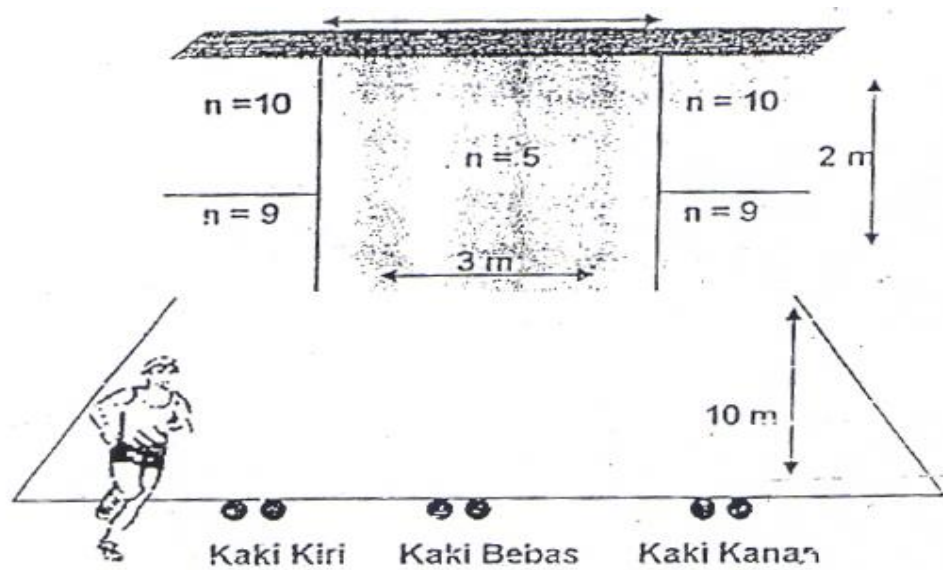 n = 10
n = 10
n = 5
2 m
n = 9
n = 9
3 m
10 m
Kaki Kiri
Kaki Bebas
Kaki Kanan